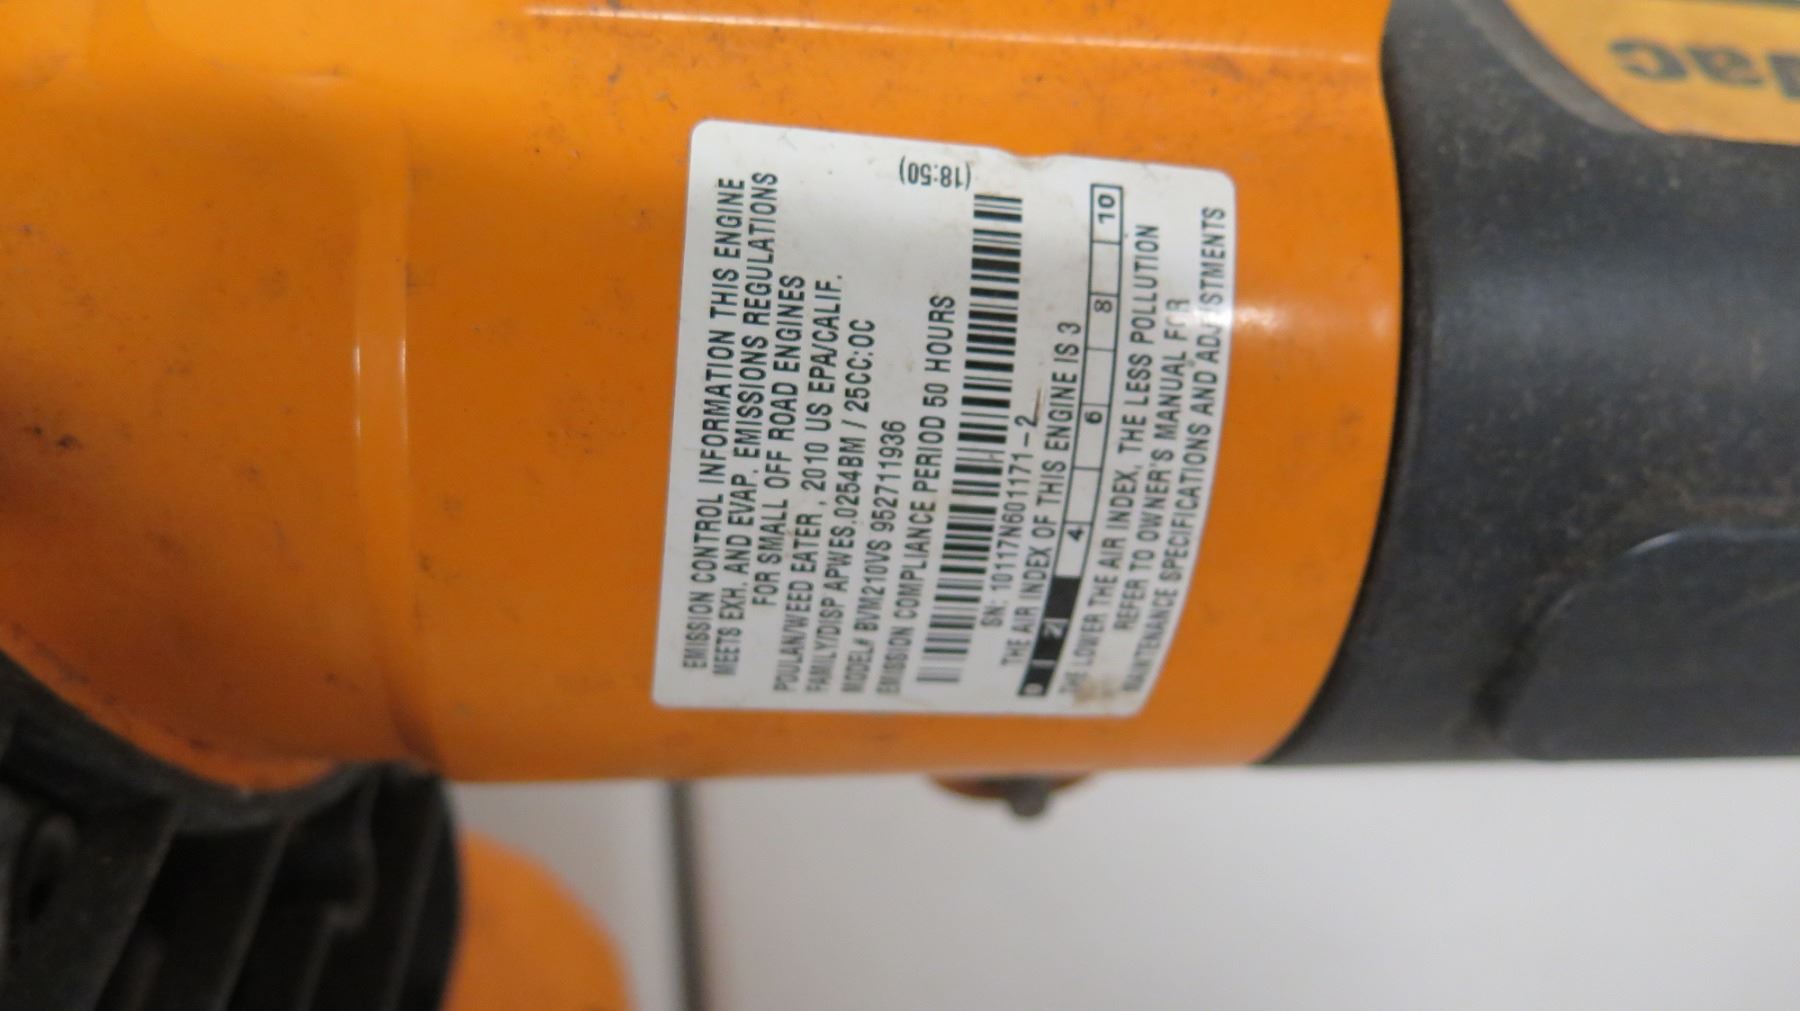 EMISSION CONTROL INFORMATION THIS ENGINE
MEETS EXH. AND EVAP. EMISSIONS REGULATIONS
FOR SMALL OFF ROAD ENGINES
POULAN/WEED EATER , 2010 US EPA/CALIF.
FAMILY/DISP APWES.0254BM / 25CC:OC
MODEL# BVM210VS 952711936
EMISSION COMPLIANCE PERIOD 50 HOURS
(18:50)
SN: 10117N601171-2
THE AIR INDEX OF THIS ENGINE IS 3
0 1 2 4 6 8 10
THE LOWER THE AIR INDEX, THE LESS POLLUTION
REFER TO OWNER'S MANUAL FOR
MAINTENANCE SPECIFICATIONS AND ADJUSTMENTS